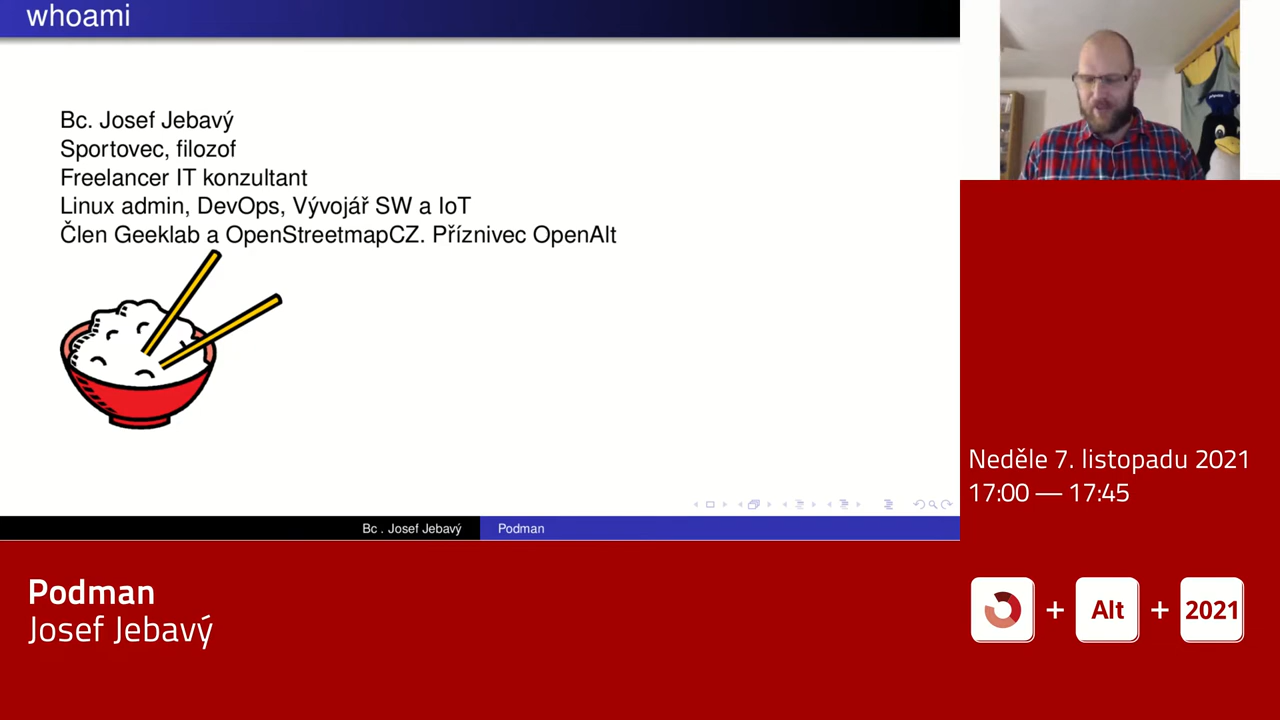 whoami
Bc. Josef Jebavý
Sportovec, filozof
Freelancer IT konzultant
Linux admin, DevOps, Vývojář SW a IoT
Člen Geeklab a OpenStreetmapCZ. Příznivec OpenAlt
Bc . Josef Jebavý
Podman
Neděle 7. listopadu 2021
17:00 — 17:45
Podman
Josef Jebavý
+ Alt + 2021